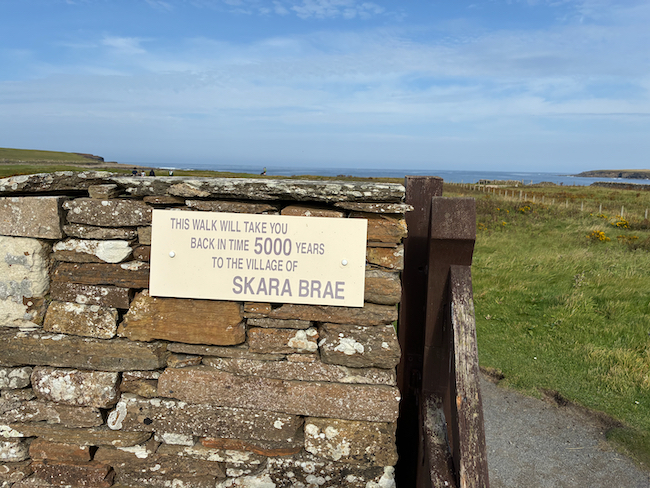 THIS WALK WILL TAKE YOU
BACK IN TIME 5000 YEARS
TO THE VILLAGE OF
SKARA BRAE